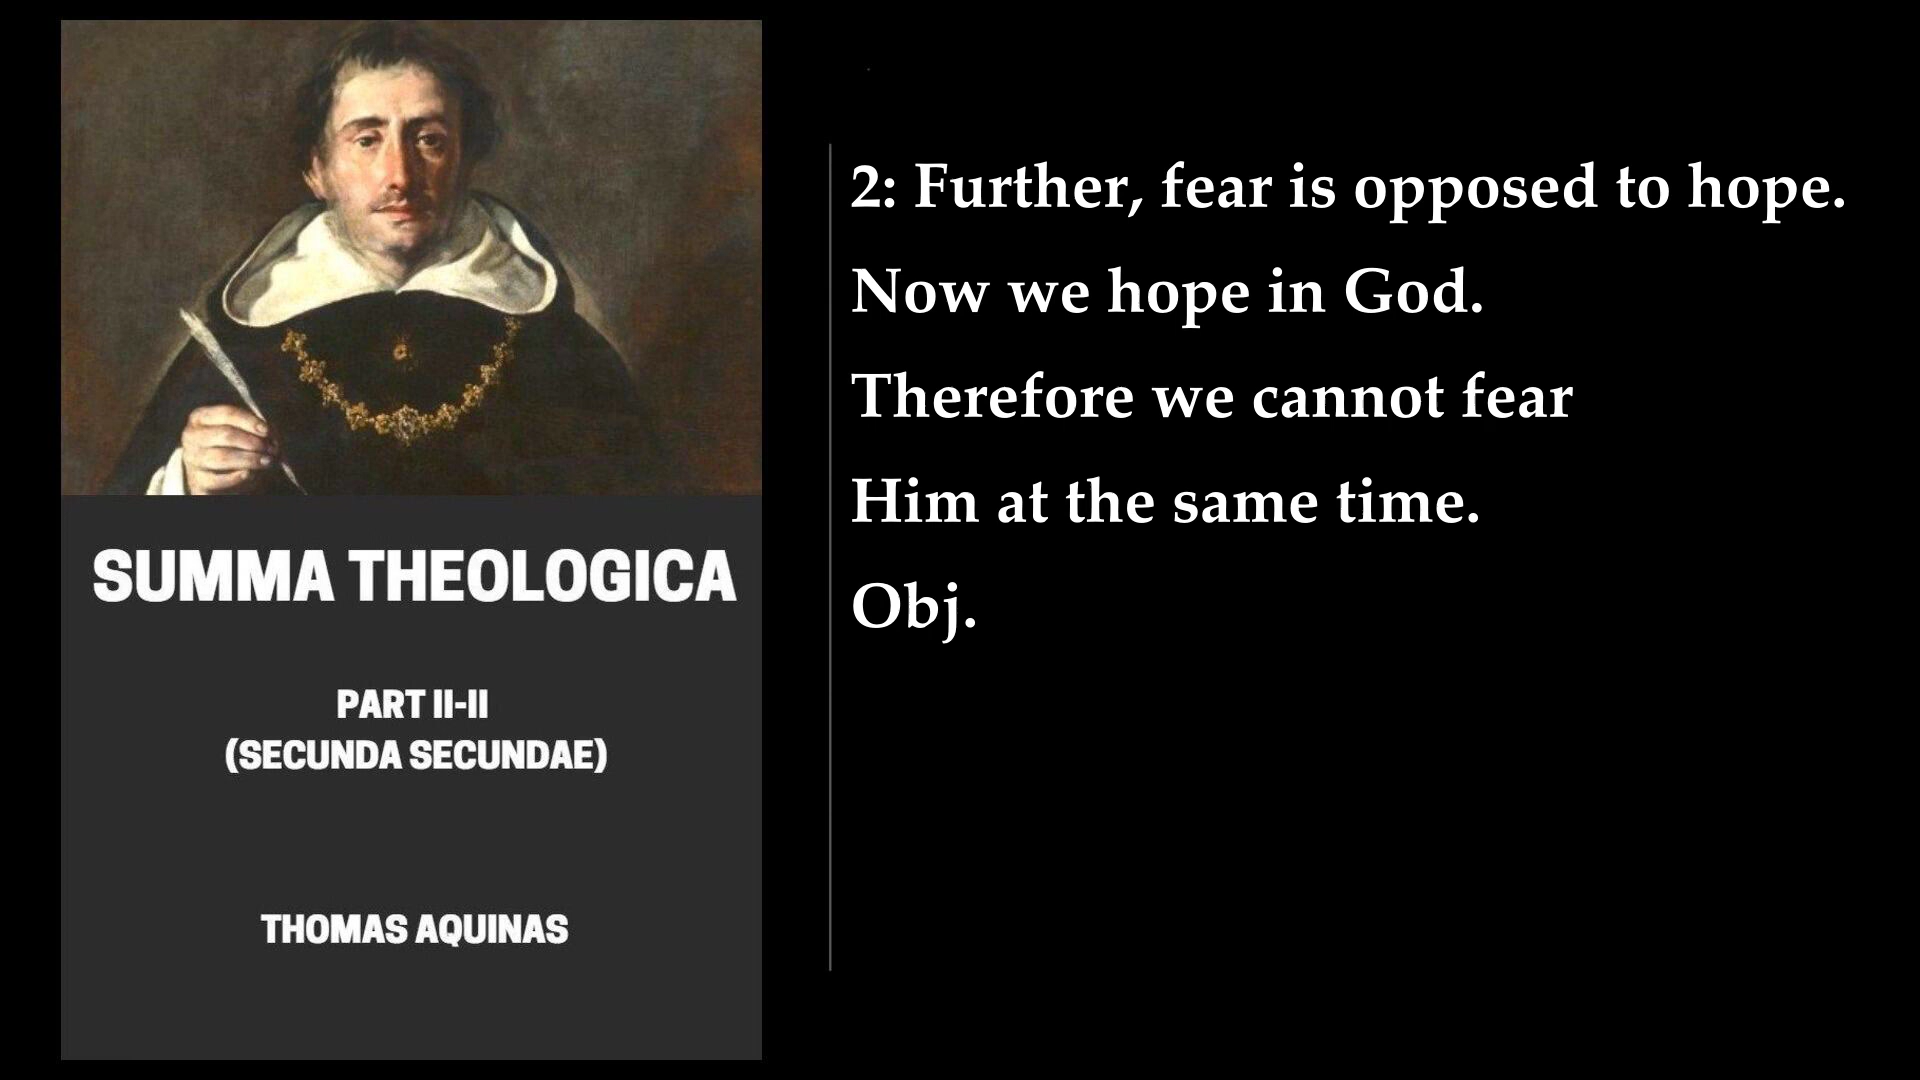 SUMMA THEOLOGICA
PART II-II
(SECUNDA SECUNDAE)
THOMAS AQUINAS
2: Further, fear is opposed to hope.
Now we hope in God.
Therefore we cannot fear
Him at the same time.
Obj.